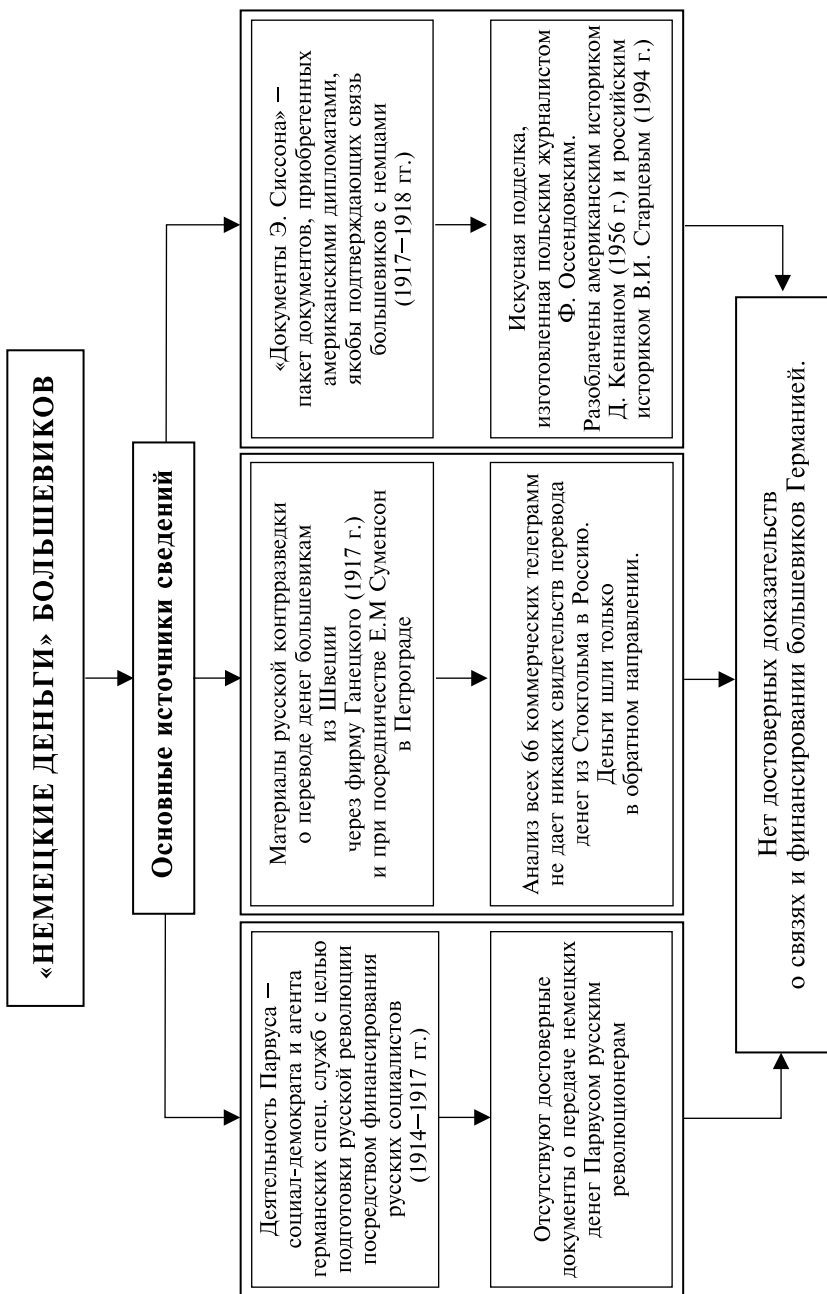 «НЕМЕЦКИЕ ДЕНЬГИ» БОЛЬШЕВИКОВ
Основные источники сведений
Деятельность Парвуса –
социал-демократа и агента
германских спец. служб с целью
подготовки русской революции
посредством финансирования
русских социалистов
(1914–1917 гг.)
Отсутствуют достоверные
документы о передаче немецких
денег Парвусом русским
революционерам
Материалы русской контрразведки
о переводе денег большевикам
из Швеции
через фирму Ганецкого (1917 г.)
и при посредничестве Е.М Суменсон
в Петрограде
Анализ всех 66 коммерческих телеграмм
не дает никаких свидетельств перевода
денег из Стокгольма в Россию.
Деньги шли только
в обратном направлении.
«Документы Э. Сиссона» –
пакет документов, приобретенных
американскими дипломатами,
якобы подтверждающих связь
большевиков с немцами
(1917–1918 гг.)
Искусная подделка,
изготовленная польским журналистом
Ф. Оссендовским.
Разоблачены американским историком
Д. Кеннаном (1956 г.) и российским
историком В.И. Старцевым (1994 г.)
Нет достоверных доказательств
о связях и финансировании большевиков Германией.